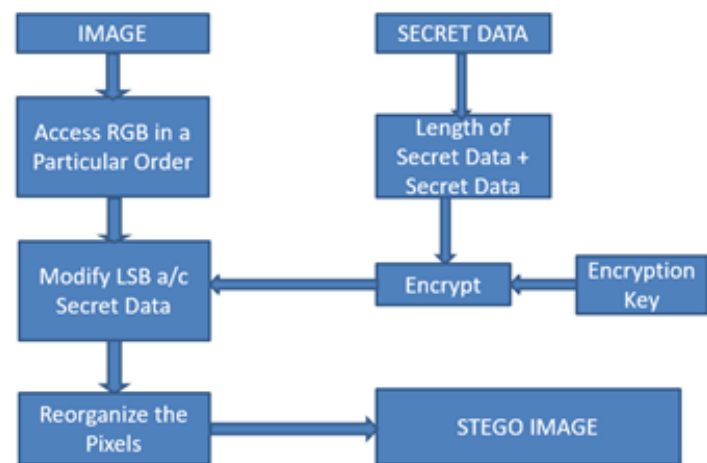 IMAGE
SECRET DATA
Access RGB in a
Particular Order
Length of
Secret Data +
Secret Data
Modify LSB a/c
Secret Data
Encrypt
Encryption
Key
Reorganize the
Pixels
STEGO IMAGE